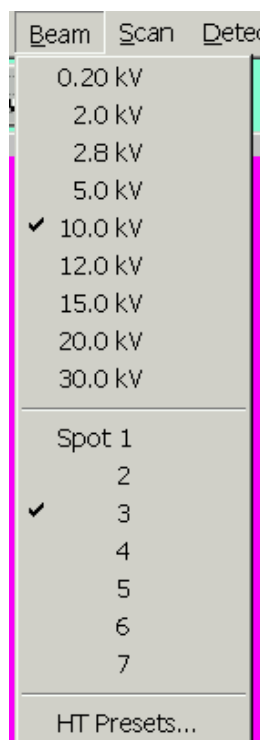 Beam Scan Detec
0.20 kV
2.0 kV
2.8 kV
5.0 kV
✔ 10.0 kV
12.0 kV
15.0 kV
20.0 kV
30.0 kV
Spot 1
2
✔ 3
4
5
6
7
HT Presets...